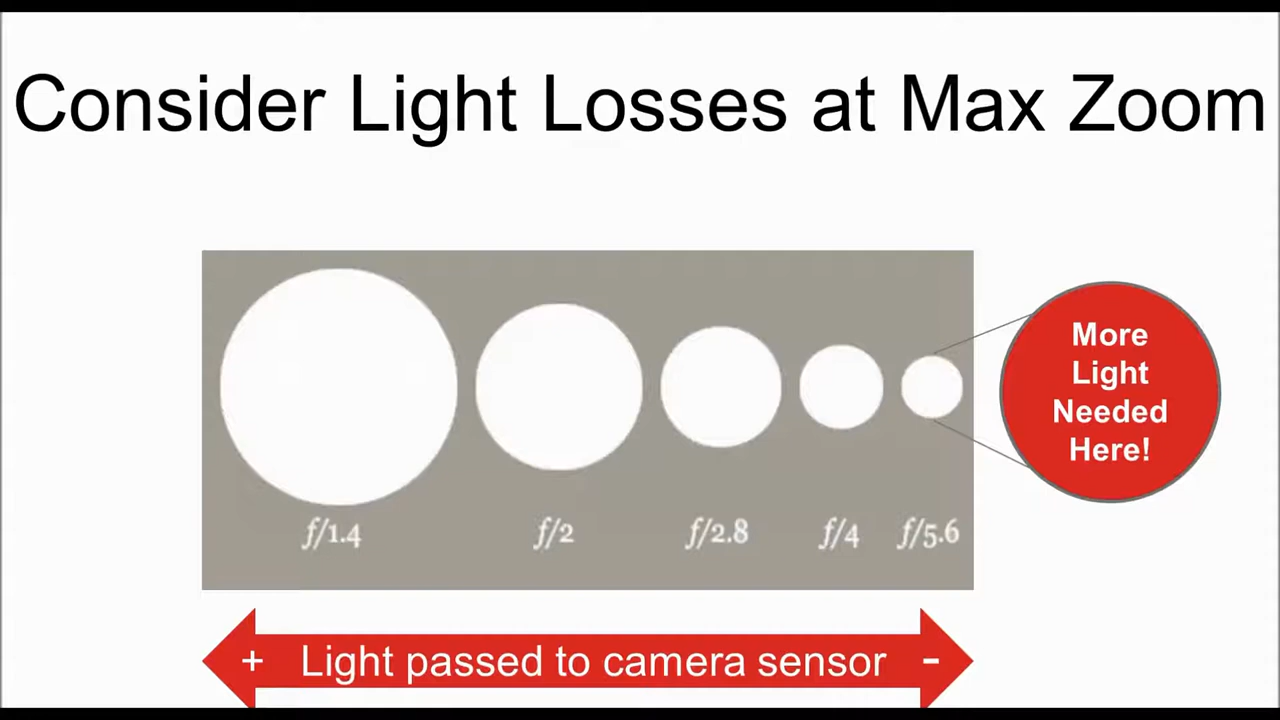 Consider Light Losses at Max Zoom
More
Light
Needed
Here!
f/1.4
f/2
f/2.8
f/4
f/5.6
+ Light passed to camera sensor -